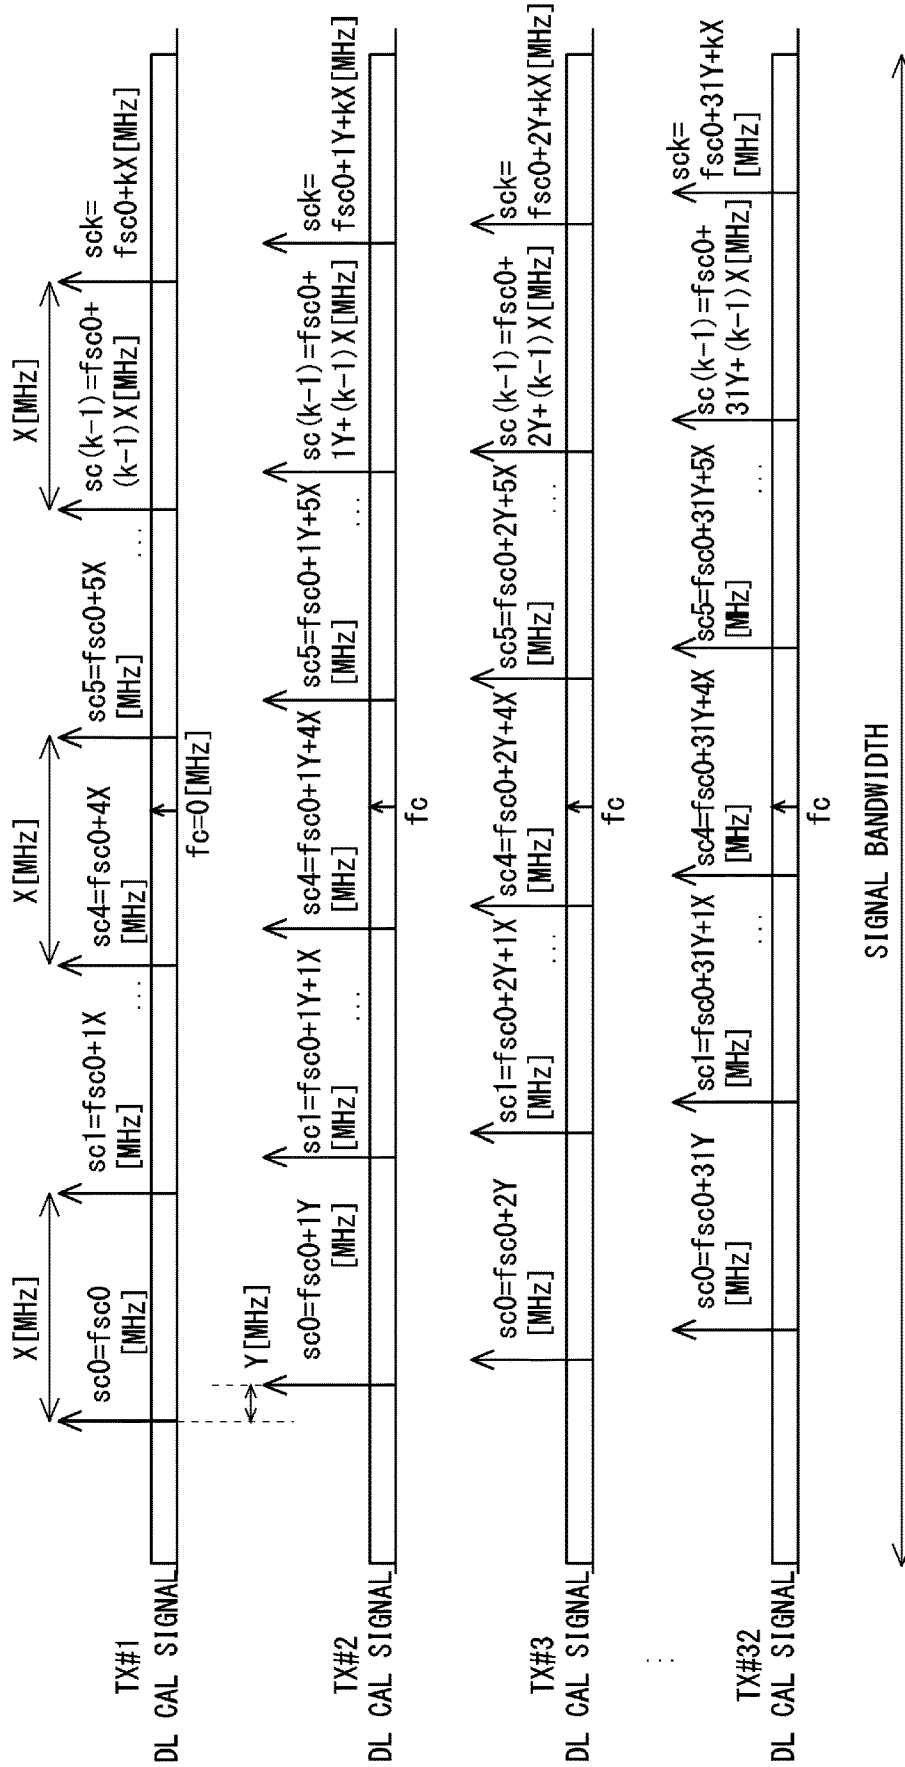 TX#1
DL CAL SIGNAL
X[MHz]
sc0=fsc0
[MHz]
sc1=fsc0+1X
[MHz]
...
X[MHz]
sc4=fsc0+4X
[MHz]
fc=0[MHz]
sc5=fsc0+5X
[MHz]
...
X[MHz]
sc(k-1)=fsc0+
(k-1)X[MHz]
sck=
fsc0+kX[MHz]
TX#2
DL CAL SIGNAL
Y[MHz]
sc0=fsc0+1Y
[MHz]
sc1=fsc0+1Y+1X
[MHz]
...
sc4=fsc0+1Y+4X
[MHz]
fc
sc5=fsc0+1Y+5X
[MHz]
...
sc(k-1)=fsc0+
1Y+(k-1)X[MHz]
sck=
fsc0+1Y+kX[MHz]
TX#3
DL CAL SIGNAL
sc0=fsc0+2Y
[MHz]
sc1=fsc0+2Y+1X
[MHz]
...
sc4=fsc0+2Y+4X
[MHz]
fc
sc5=fsc0+2Y+5X
[MHz]
...
sc(k-1)=fsc0+
2Y+(k-1)X[MHz]
sck=
fsc0+2Y+kX[MHz]
...
TX#32
DL CAL SIGNAL
sc0=fsc0+31Y
[MHz]
sc1=fsc0+31Y+1X
[MHz]
...
sc4=fsc0+31Y+4X
[MHz]
fc
sc5=fsc0+31Y+5X
[MHz]
...
sc(k-1)=fsc0+
31Y+(k-1)X[MHz]
sck=
fsc0+31Y+kX
[MHz]
SIGNAL BANDWIDTH